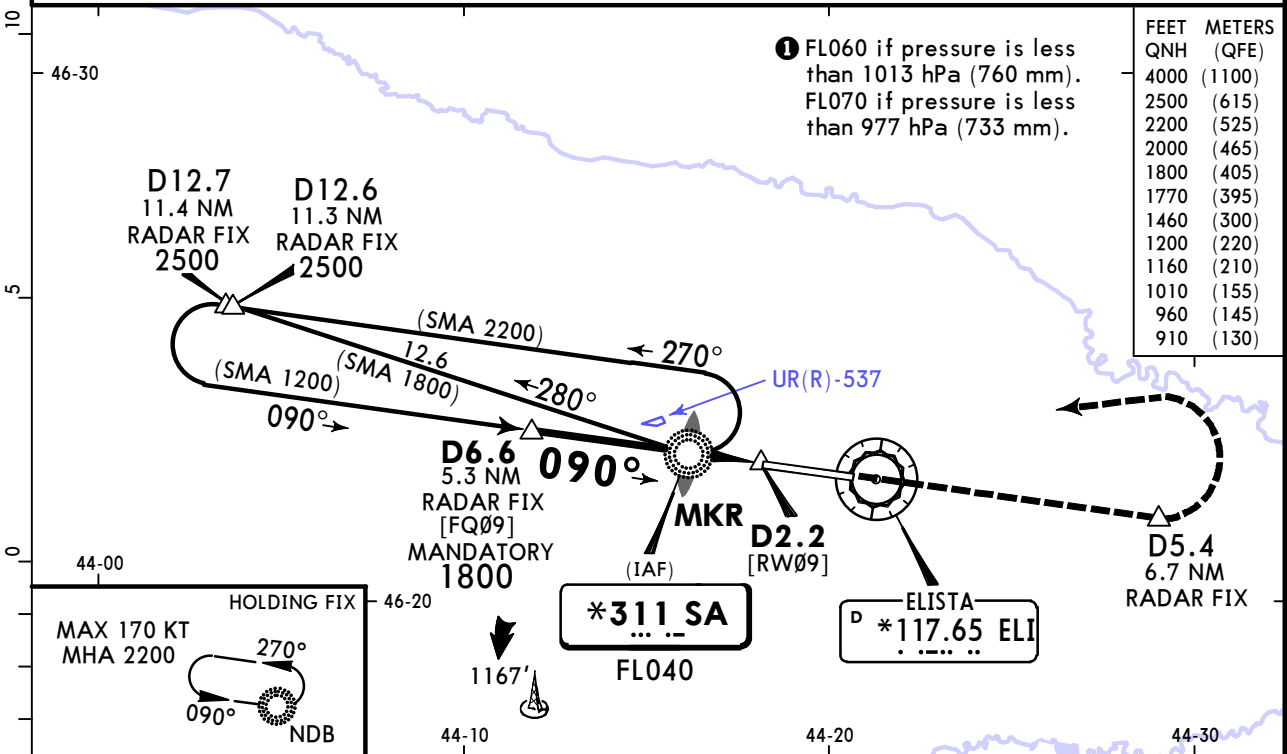 10
46-30
❶ FL060 if pressure is less
than 1013 hPa (760 mm).
FL070 if pressure is less
than 977 hPa (733 mm).
FEET METERS
QNH (QFE)
4000 (1100)
2500 (615)
2200 (525)
2000 (465)
1800 (405)
1770 (395)
1460 (300)
1200 (220)
1160 (210)
1010 (155)
960 (145)
910 (130)
D12.7
11.4 NM
RADAR FIX
2500
D12.6
11.3 NM
RADAR FIX
2500
5
(SMA 2200)
270°
12.6
(SMA 1800)
280°
(SMA 1200)
090°
UR(R)-537
D6.6
5.3 NM
RADAR FIX
[FQØ9]
MANDATORY
1800
090°
MKR
D2.2
[RWØ9]
D5.4
6.7 NM
RADAR FIX
0
44-00
(IAF)
*311 SA
FL040
ELISTA
D *117.65 ELI
46-20
HOLDING FIX
MAX 170 KT
MHA 2200
270°
090°
NDB
1167'
44-10
44-20
44-30